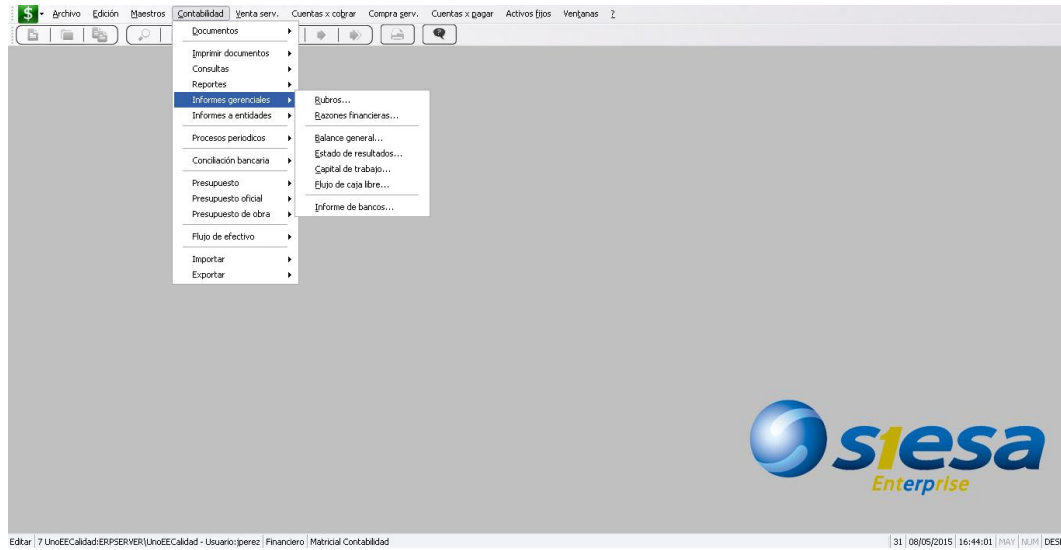 $ Archivo Edición Maestros Contabilidad Venta serv. Cuentas x cobrar Compra serv. Cuentas x pagar Activos fijos Ventanas ?
Documentos
Imprimir documentos
Consultas
Reportes
Informes gerenciales
Informes a entidades
Procesos periodicos
Conciliación bancaria
Presupuesto
Presupuesto oficial
Presupuesto de obra
Flujo de efectivo
Importar
Exportar
Rubros...
Razones financieras...
Balance general...
Estado de resultados...
Capital de trabajo...
Flujo de caja libre...
Informe de bancos...
s1esa
Enterprise
Editar 7 UnoEECalidad:ERPSERVER\UnoEECalidad - Usuario:jperez Financiero Matricial Contabilidad 31 08/05/2015 16:44:01 MAY NUM DES